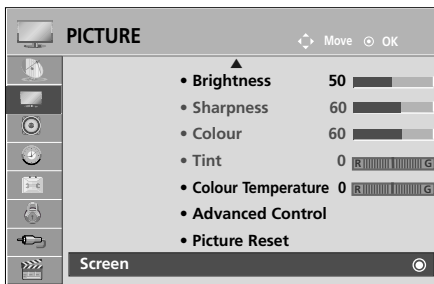 PICTURE
Move OK
• Brightness 50
• Sharpness 60
• Colour 60
• Tint 0 R G
• Colour Temperature 0 R G
• Advanced Control
• Picture Reset
Screen